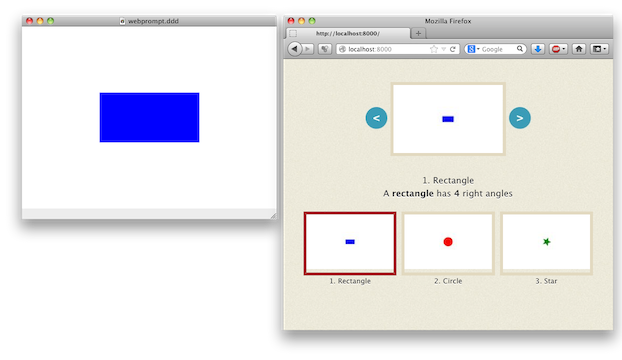 webprompt.ddd
Mozilla Firefox
http://localhost:8000/
localhost:8000
Google
<
>
1. Rectangle
A rectangle has 4 right angles
1. Rectangle
2. Circle
3. Star